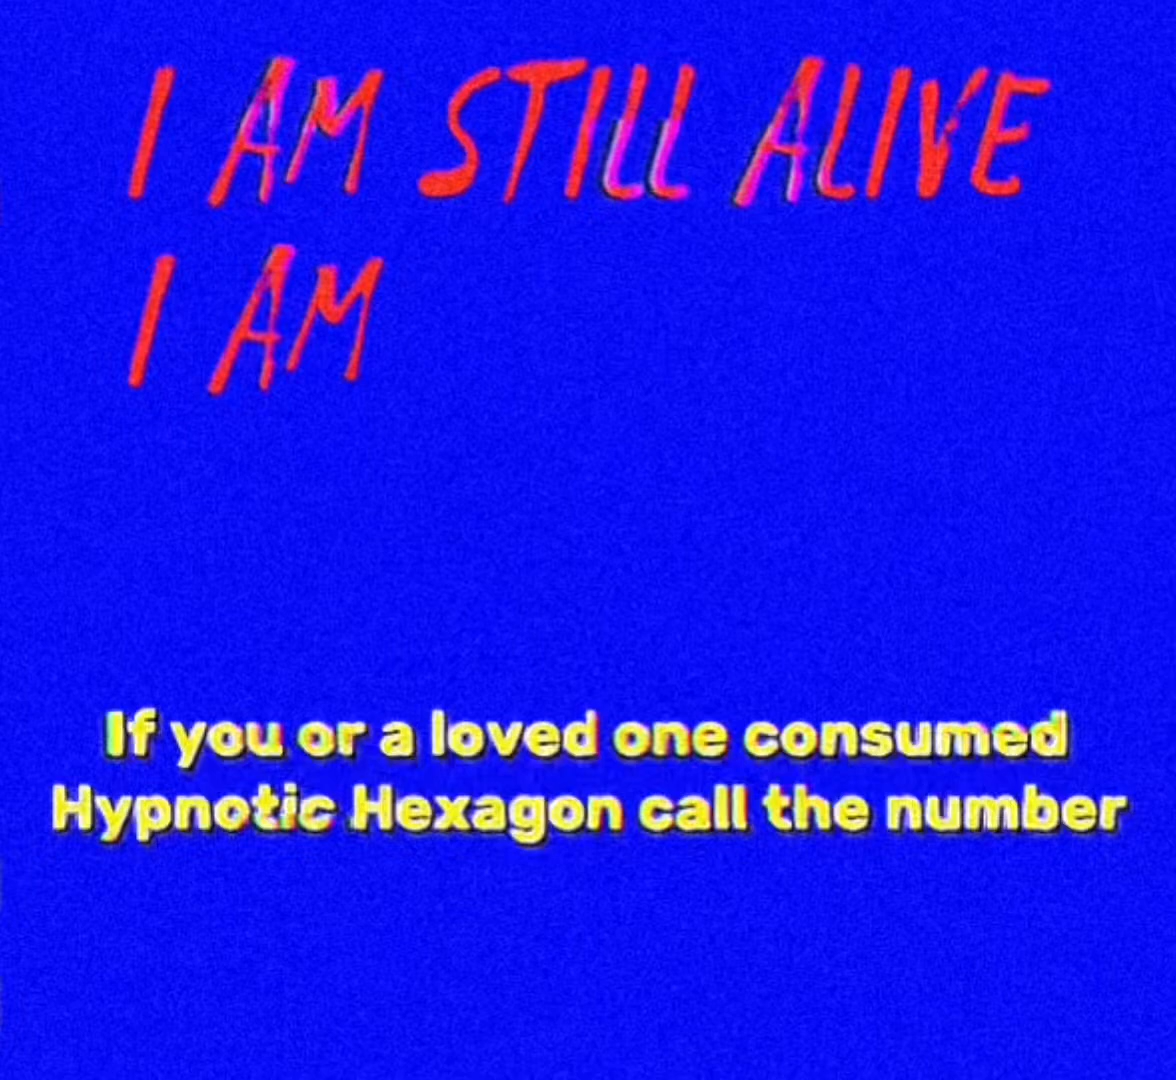 I AM STILL ALIVE
I AM
If you or a loved one consumed
Hypnotic Hexagon call the number